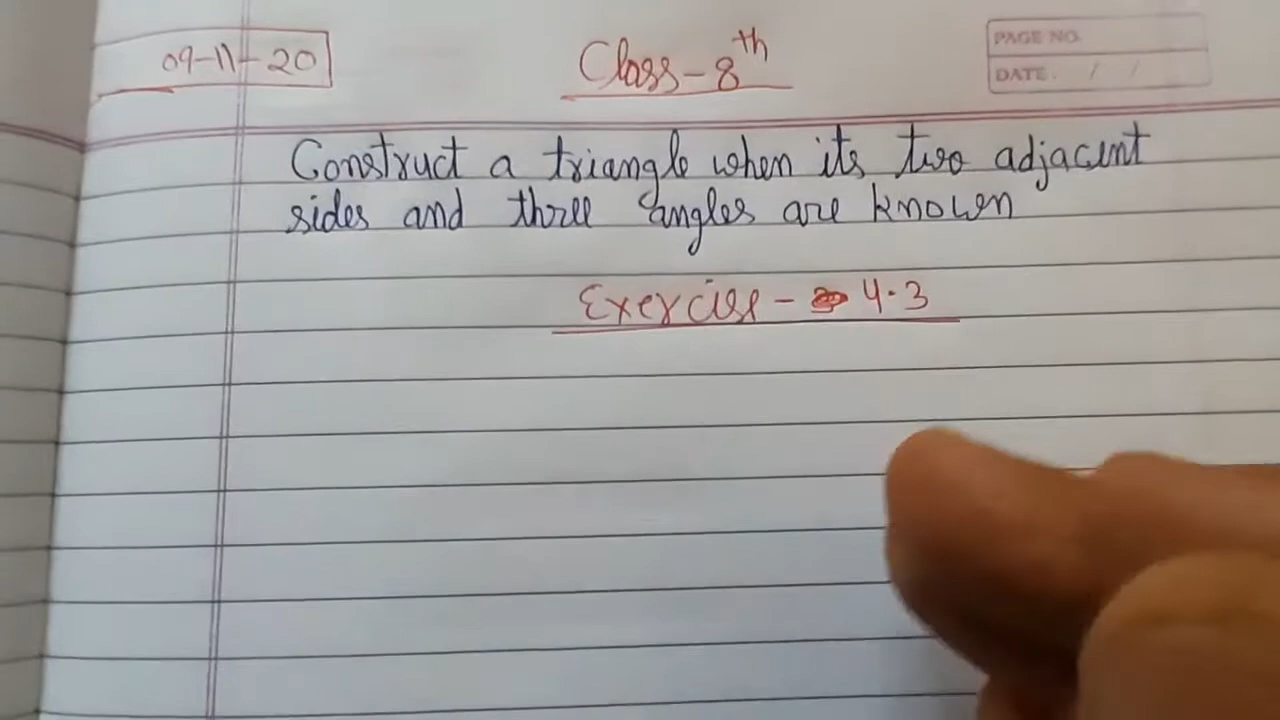 09-11-20
Class-8th
PAGE NO.
DATE. / /
Construct a triangle when its two adjacent
sides and three angles are known
Exercise - 4.3